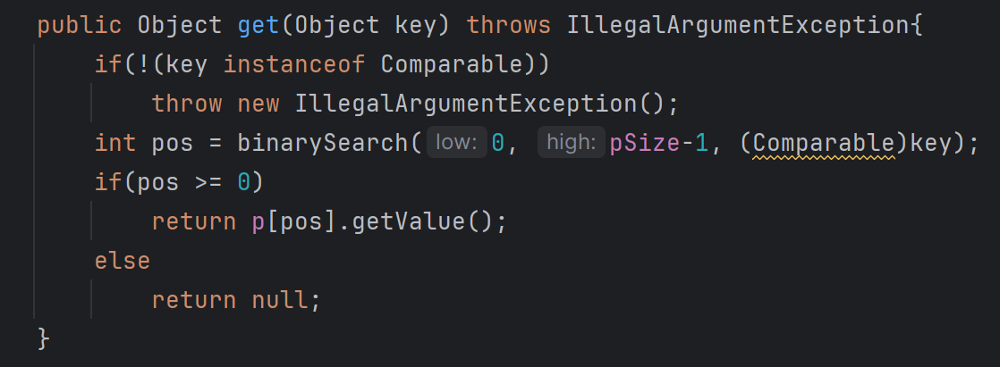 public Object get(Object key) throws IllegalArgumentException{
    if(!(key instanceof Comparable))
        throw new IllegalArgumentException();
    int pos = binarySearch( low: 0,  high: pSize-1, (Comparable)key);
    if(pos >= 0)
        return p[pos].getValue();
    else
        return null;
}